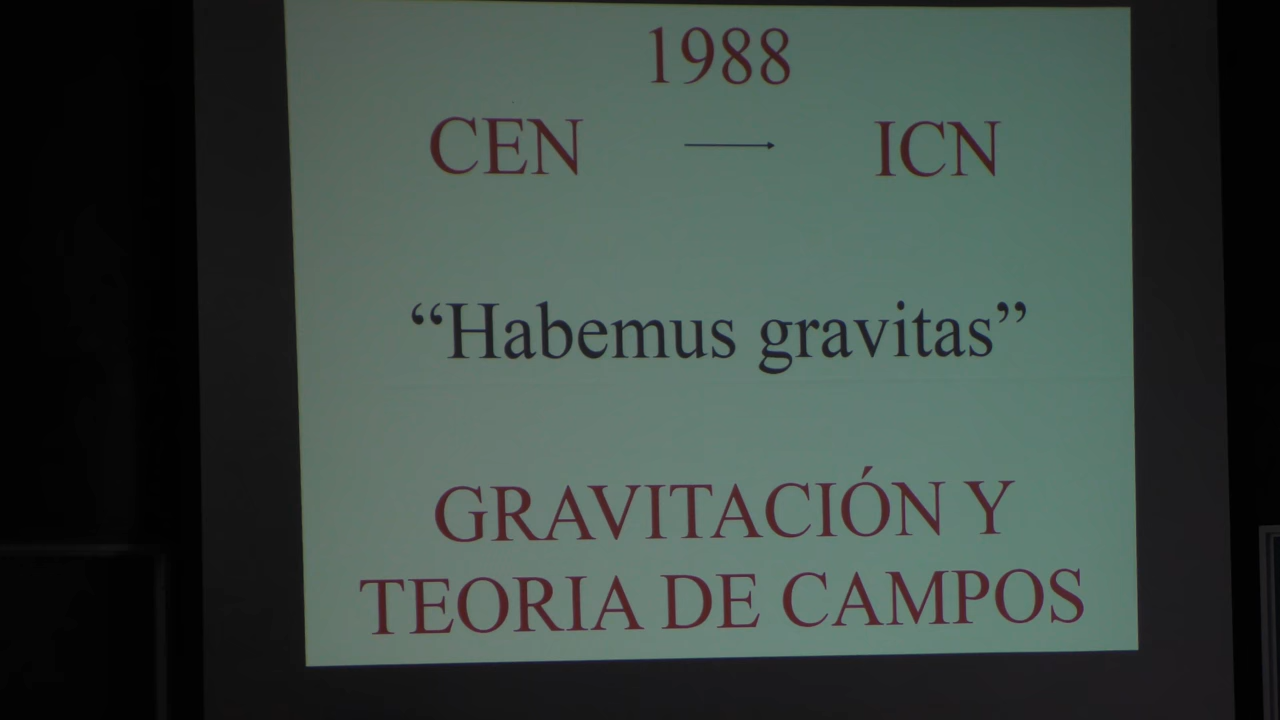 1988
CEN → ICN
“Habemus gravitas”
GRAVITACIÓN Y
TEORIA DE CAMPOS